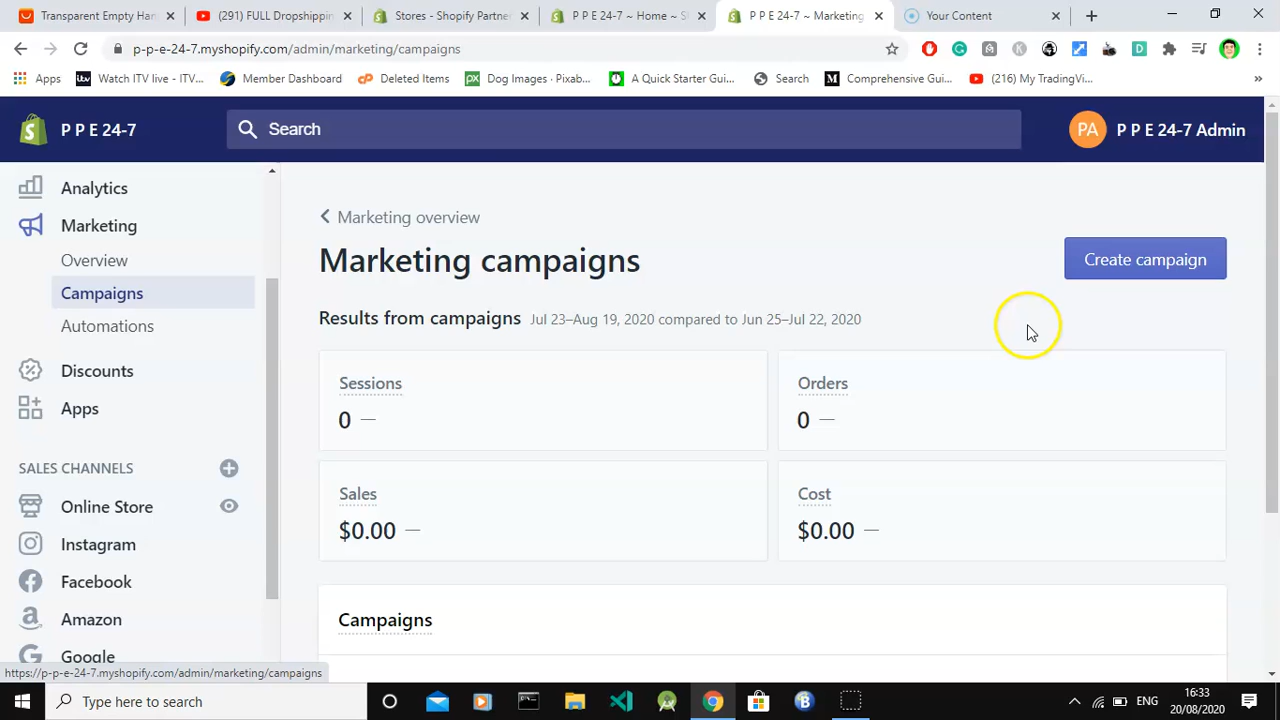 Transparent Empty Han
(291) FULL Dropshippin
Stores - Shopify Partner
P P E 24-7 ~ Home ~ Sh
P P E 24-7 ~ Marketing
Your Content
p-p-e-24-7.myshopify.com/admin/marketing/campaigns
Apps
Watch ITV live - ITV...
Member Dashboard
Deleted Items
Dog Images · Pixab...
A Quick Starter Gui...
Search
Comprehensive Gui...
(216) My TradingVi...
P P E 24-7
Search
PA
P P E 24-7 Admin
Analytics
Marketing
Overview
Campaigns
Automations
Discounts
Apps
SALES CHANNELS
Online Store
Instagram
Facebook
Amazon
Google
Marketing overview
Marketing campaigns
Create campaign
Results from campaigns Jul 23–Aug 19, 2020 compared to Jun 25–Jul 22, 2020
Sessions
0 —
Orders
0 —
Sales
$0.00 —
Cost
$0.00 —
Campaigns
https://p-p-e-24-7.myshopify.com/admin/marketing/campaigns
Type here to search
ENG
16:33
20/08/2020